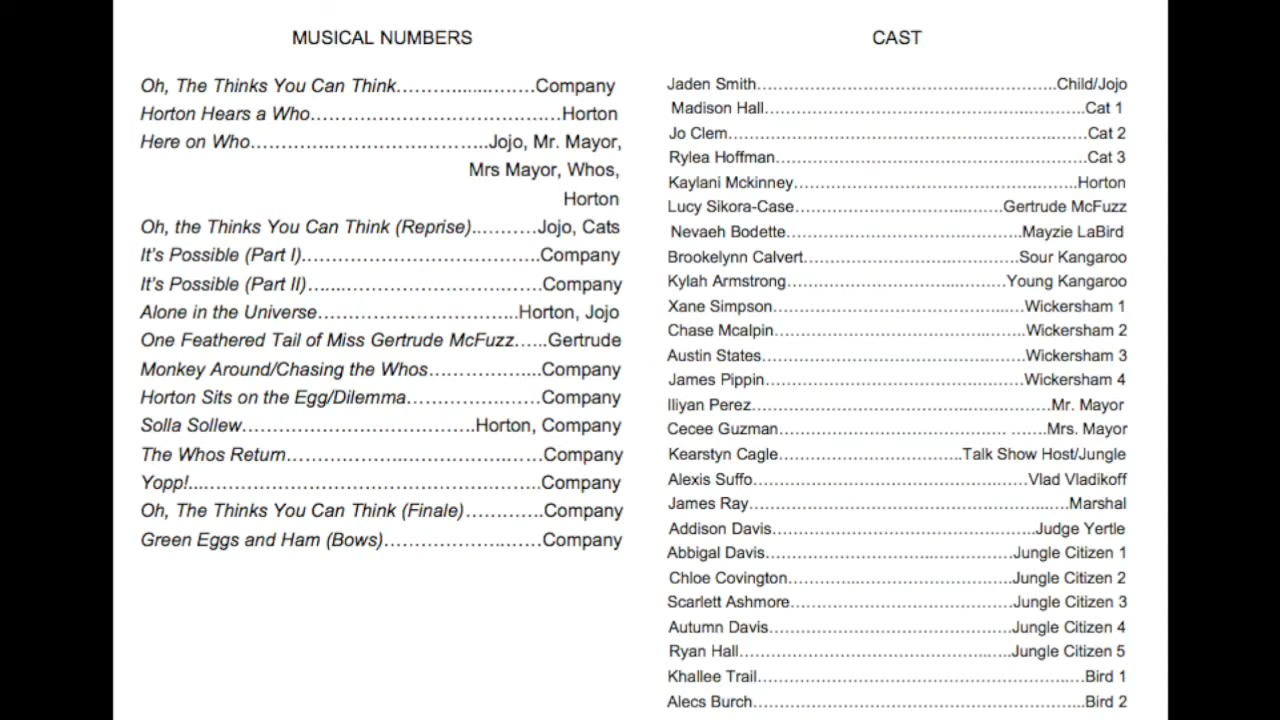 MUSICAL NUMBERS
Oh, The Thinks You Can Think.......................Company
Horton Hears a Who.......................................Horton
Here on Who.....................................Jojo, Mr. Mayor,
Mrs Mayor, Whos,
Horton
Oh, the Thinks You Can Think (Reprise)...........Jojo, Cats
It's Possible (Part I).....................................Company
It's Possible (Part II).....................................Company
Alone in the Universe................................Horton, Jojo
One Feathered Tail of Miss Gertrude McFuzz......Gertrude
Monkey Around/Chasing the Whos...................Company
Horton Sits on the Egg/Dilemma.....................Company
Solla Sollew.....................................Horton, Company
The Whos Return........................................Company
Yopp!.......................................................Company
Oh, The Thinks You Can Think (Finale).............Company
Green Eggs and Ham (Bows).........................Company
CAST
Jaden Smith................................................Child/Jojo
Madison Hall....................................................Cat 1
Jo Clem..........................................................Cat 2
Rylea Hoffman..................................................Cat 3
Kaylani Mckinney..............................................Horton
Lucy Sikora-Case..................................Gertrude McFuzz
Nevaeh Bodette......................................Mayzie LaBird
Brookelynn Calvert...................................Sour Kangaroo
Kylah Armstrong...................................Young Kangaroo
Xane Simpson.........................................Wickersham 1
Chase Mcalpin........................................Wickersham 2
Austin States..........................................Wickersham 3
James Pippin..........................................Wickersham 4
Iliyan Perez................................................Mr. Mayor
Cecee Guzman................................ .......Mrs. Mayor
Kearstyn Cagle.............................Talk Show Host/Jungle
Alexis Suffo............................................Vlad Vladikoff
James Ray....................................................Marshal
Addison Davis..........................................Judge Yertle
Abbigal Davis.......................................Jungle Citizen 1
Chloe Covington....................................Jungle Citizen 2
Scarlett Ashmore...................................Jungle Citizen 3
Autumn Davis.......................................Jungle Citizen 4
Ryan Hall............................................Jungle Citizen 5
Khallee Trail....................................................Bird 1
Alecs Burch.....................................................Bird 2